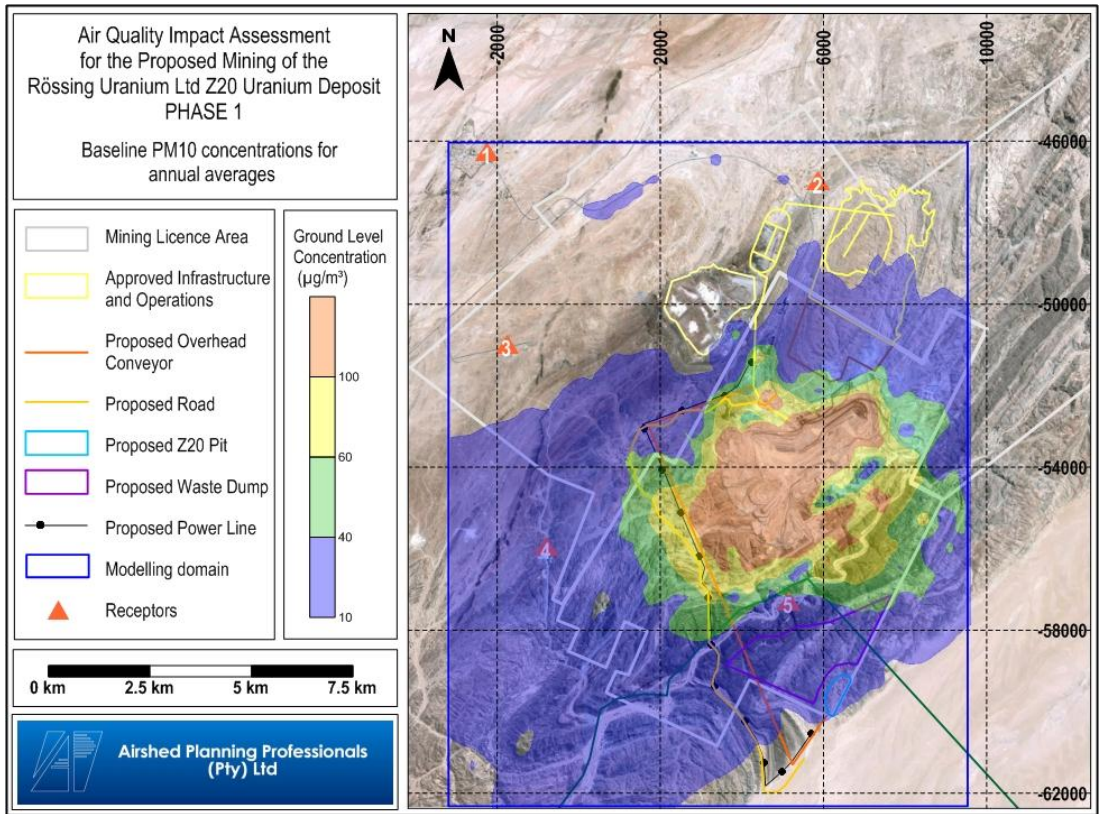 Air Quality Impact Assessment
for the Proposed Mining of the
Rössing Uranium Ltd Z20 Uranium Deposit
PHASE 1
Baseline PM10 concentrations for
annual averages
Mining Licence Area
Approved Infrastructure
and Operations
Proposed Overhead
Conveyor
Proposed Road
Proposed Z20 Pit
Proposed Waste Dump
Proposed Power Line
Modelling domain
Receptors
Ground Level
Concentration
(µg/m³)
100
60
40
10
0 km 2.5 km 5 km 7.5 km
Airshed Planning Professionals
(Pty) Ltd
N
-2000
2000
6000
10000
-46000
-50000
-54000
-58000
-62000
1
2
3
4
5